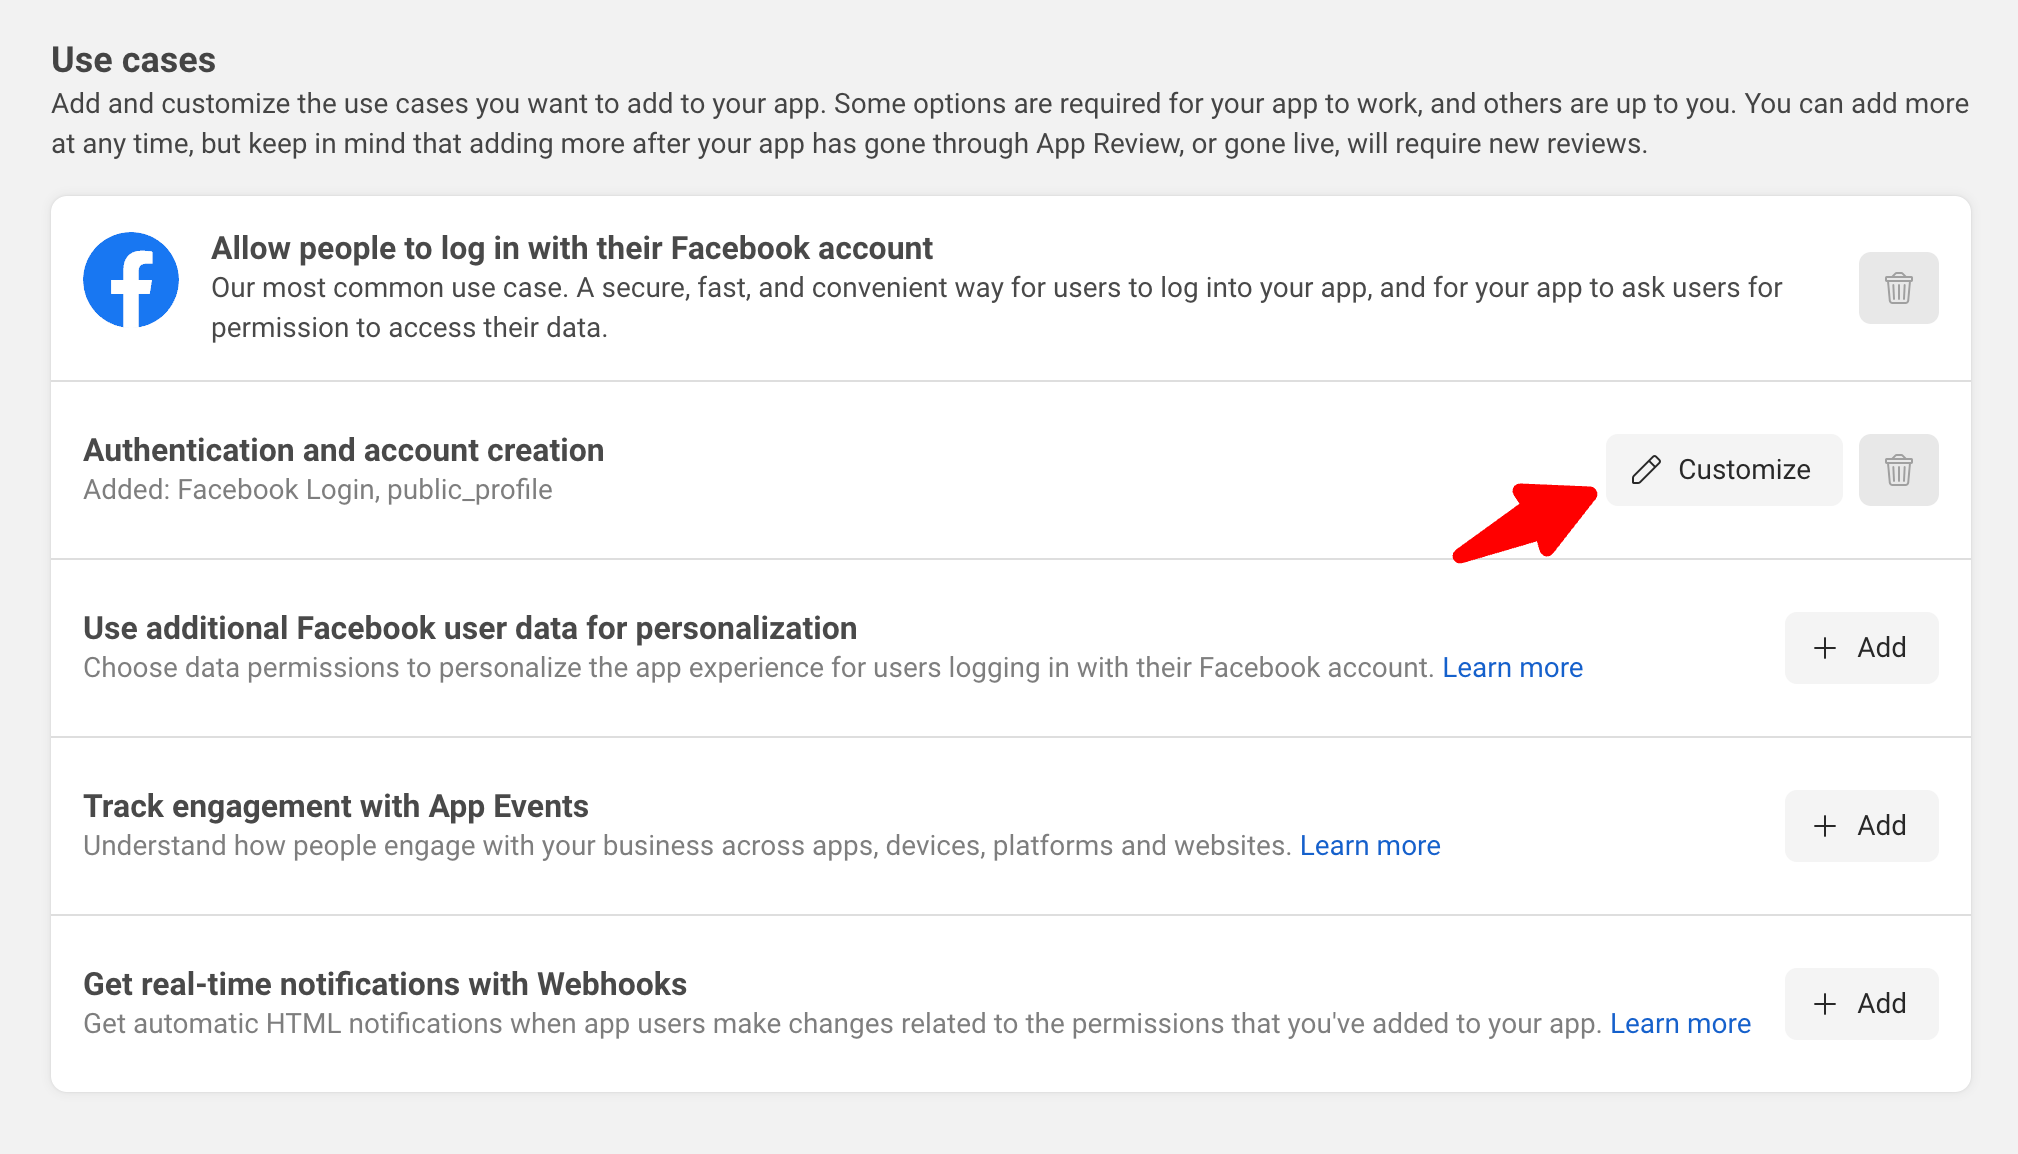 Use cases
Add and customize the use cases you want to add to your app. Some options are required for your app to work, and others are up to you. You can add more
at any time, but keep in mind that adding more after your app has gone through App Review, or gone live, will require new reviews.
Allow people to log in with their Facebook account
Our most common use case. A secure, fast, and convenient way for users to log into your app, and for your app to ask users for
permission to access their data.
Authentication and account creation
Added: Facebook Login, public_profile
Customize
Use additional Facebook user data for personalization
Choose data permissions to personalize the app experience for users logging in with their Facebook account. Learn more
Add
Track engagement with App Events
Understand how people engage with your business across apps, devices, platforms and websites. Learn more
Add
Get real-time notifications with Webhooks
Get automatic HTML notifications when app users make changes related to the permissions that you've added to your app. Learn more
Add